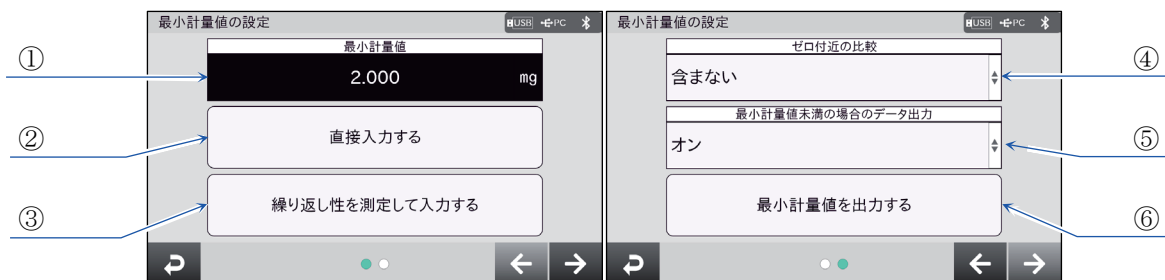 最小計量値の設定
USB PC
最小計量値
2.000 mg
直接入力する
繰り返し性を測定して入力する
①
②
③
最小計量値の設定
USB PC
ゼロ付近の比較
含まない
最小計量値未満の場合のデータ出力
オン
最小計量値を出力する
④
⑤
⑥